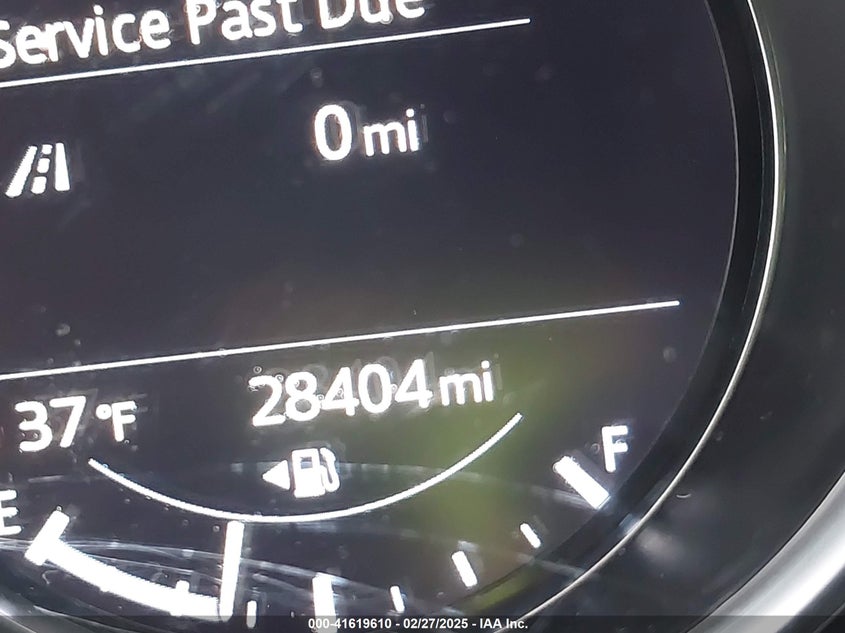 Service Past Due
0 mi
37°F
28404 mi
E
F
000-41619610 - 02/27/2025 - IAA Inc.